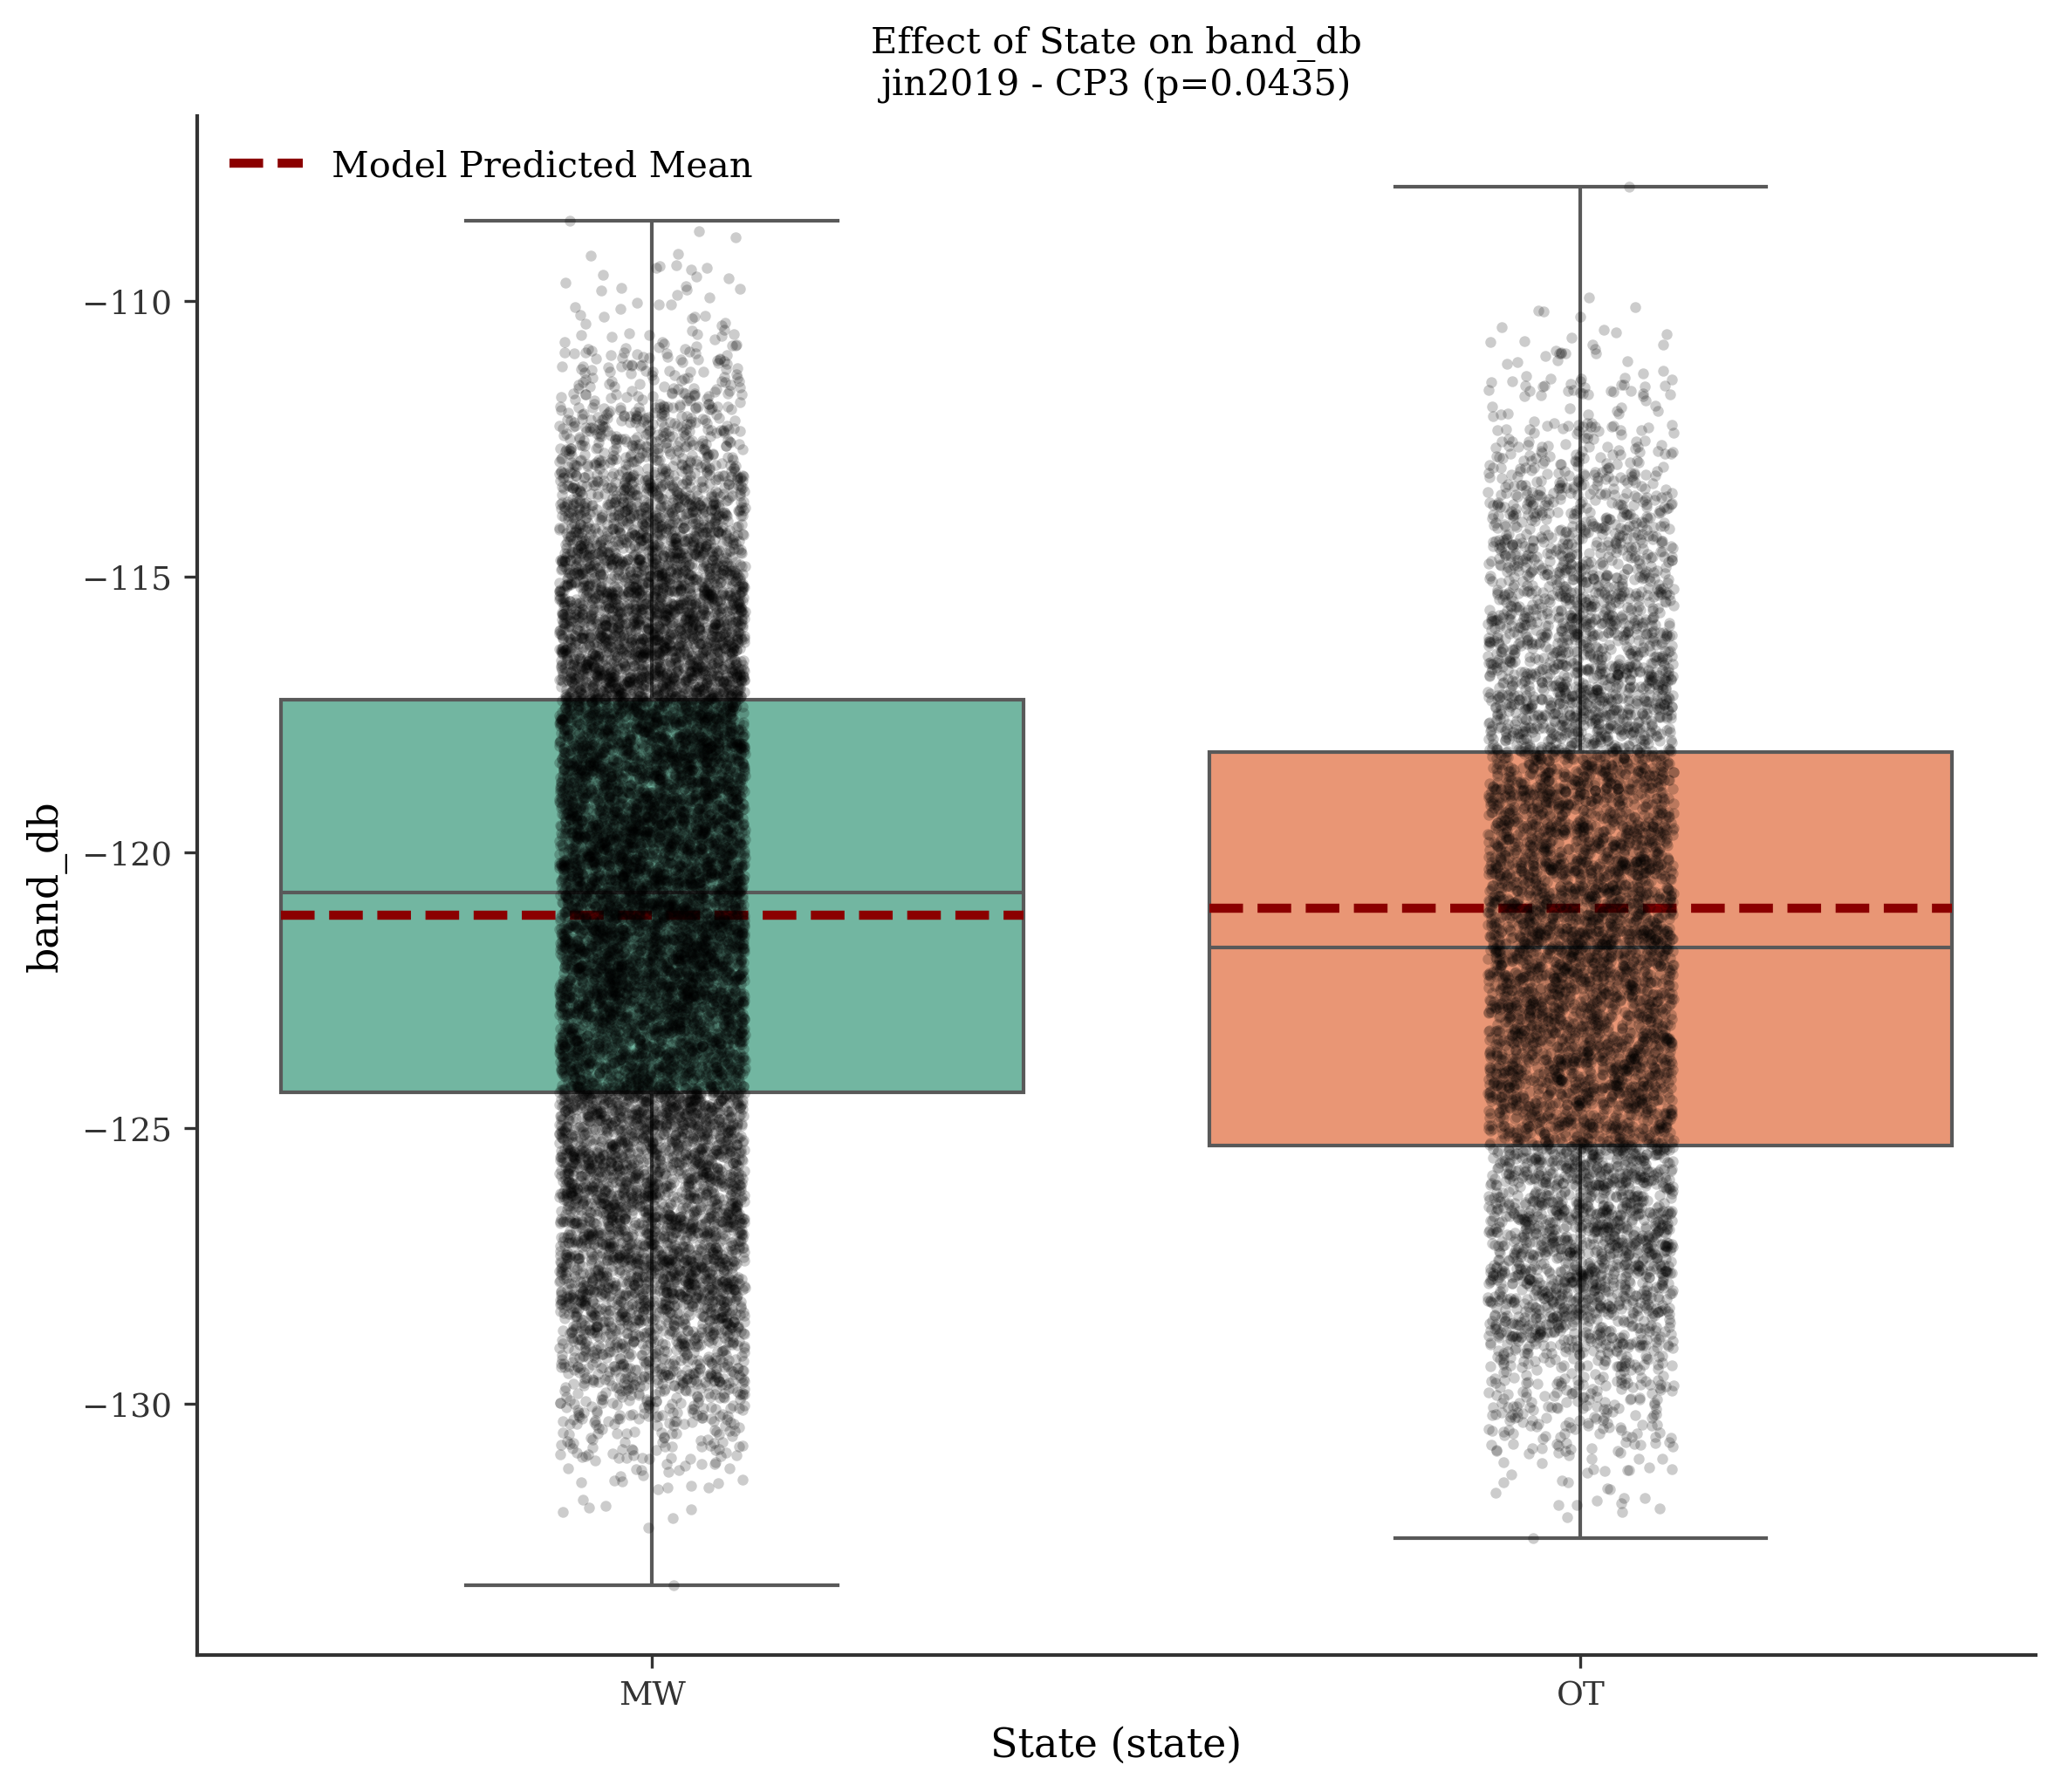 Effect of State on band_db
jin2019 - CP3 (p=0.0435)
Model Predicted Mean
−110
−115
−120
−125
−130
band_db
MW
OT
State (state)